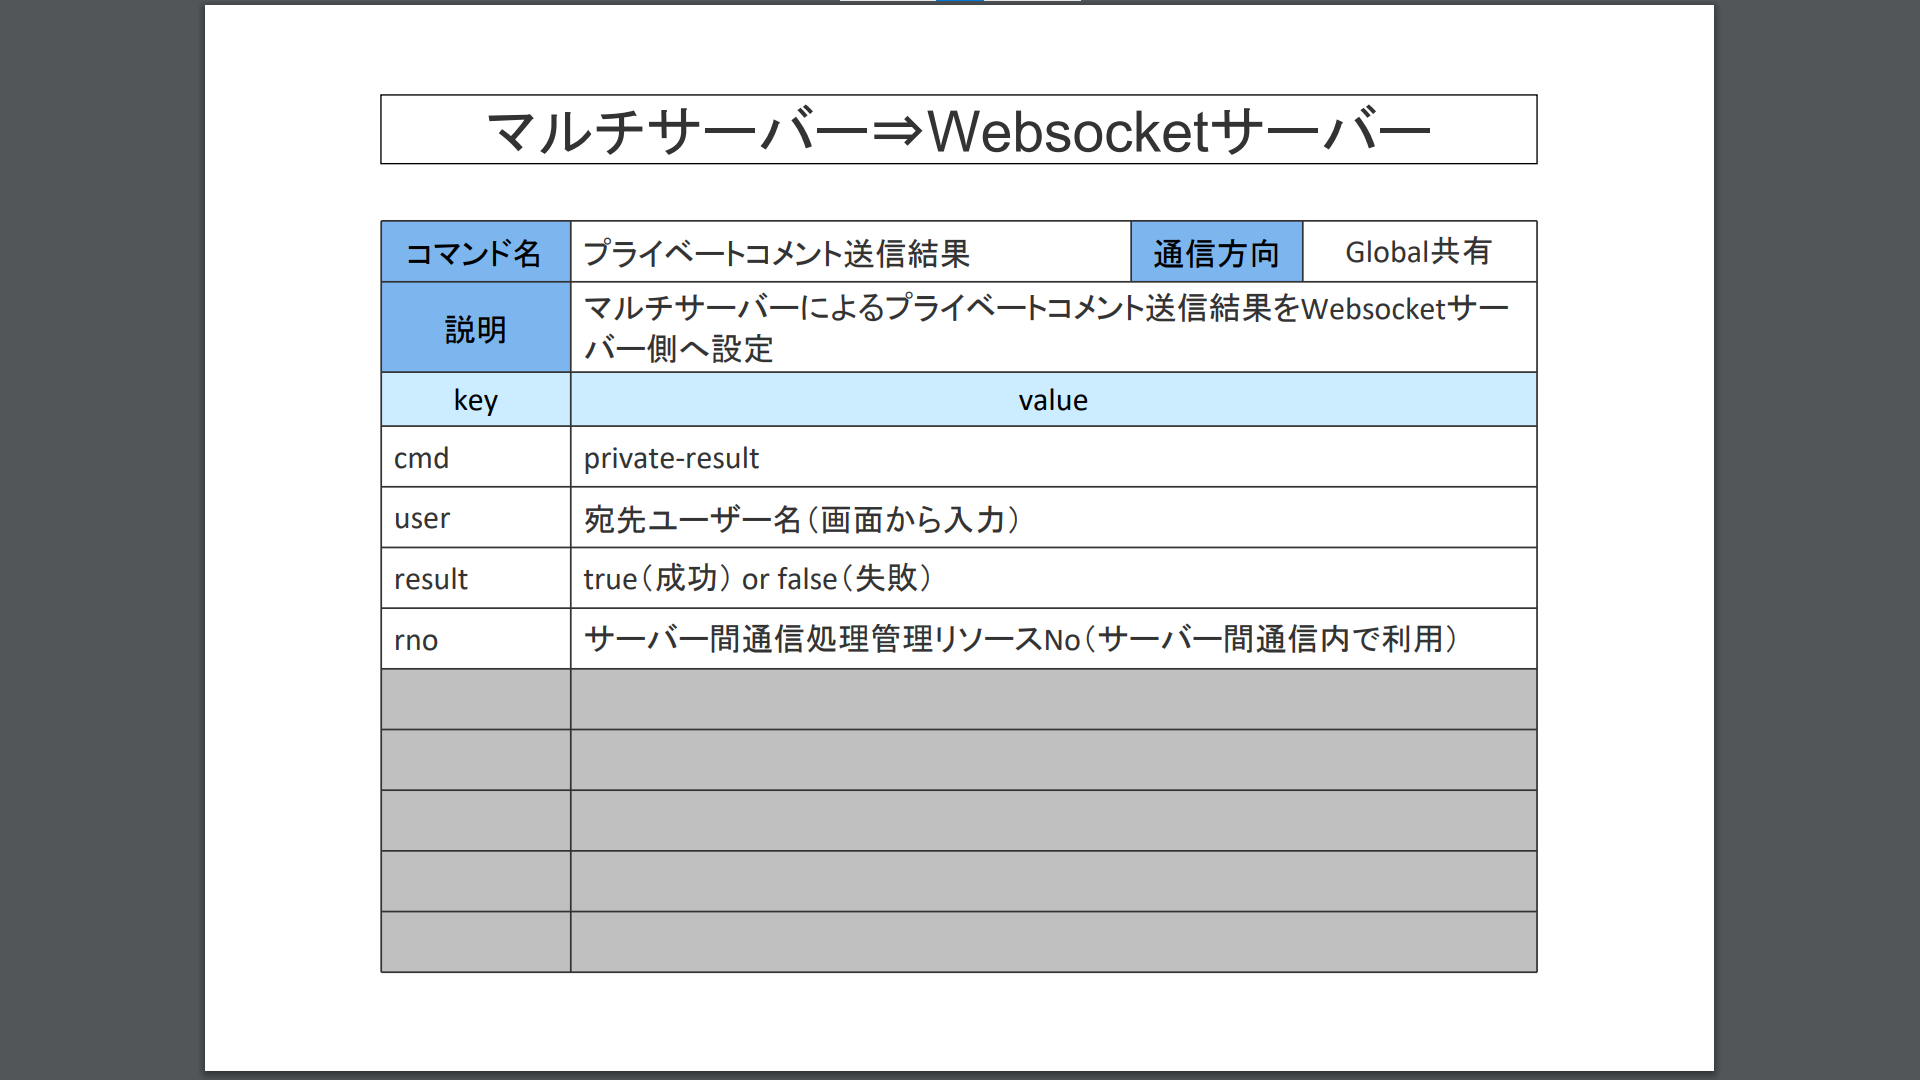 マルチサーバー⇒Websocketサーバー
コマンド名 プライベートコメント送信結果 通信方向 Global共有
説明 マルチサーバーによるプライベートコメント送信結果をWebsocketサー
バー側へ設定
key value
cmd private-result
user 宛先ユーザー名（画面から入力）
result true（成功） or false（失敗）
rno サーバー間通信処理管理リソースNo（サーバー間通信内で利用）